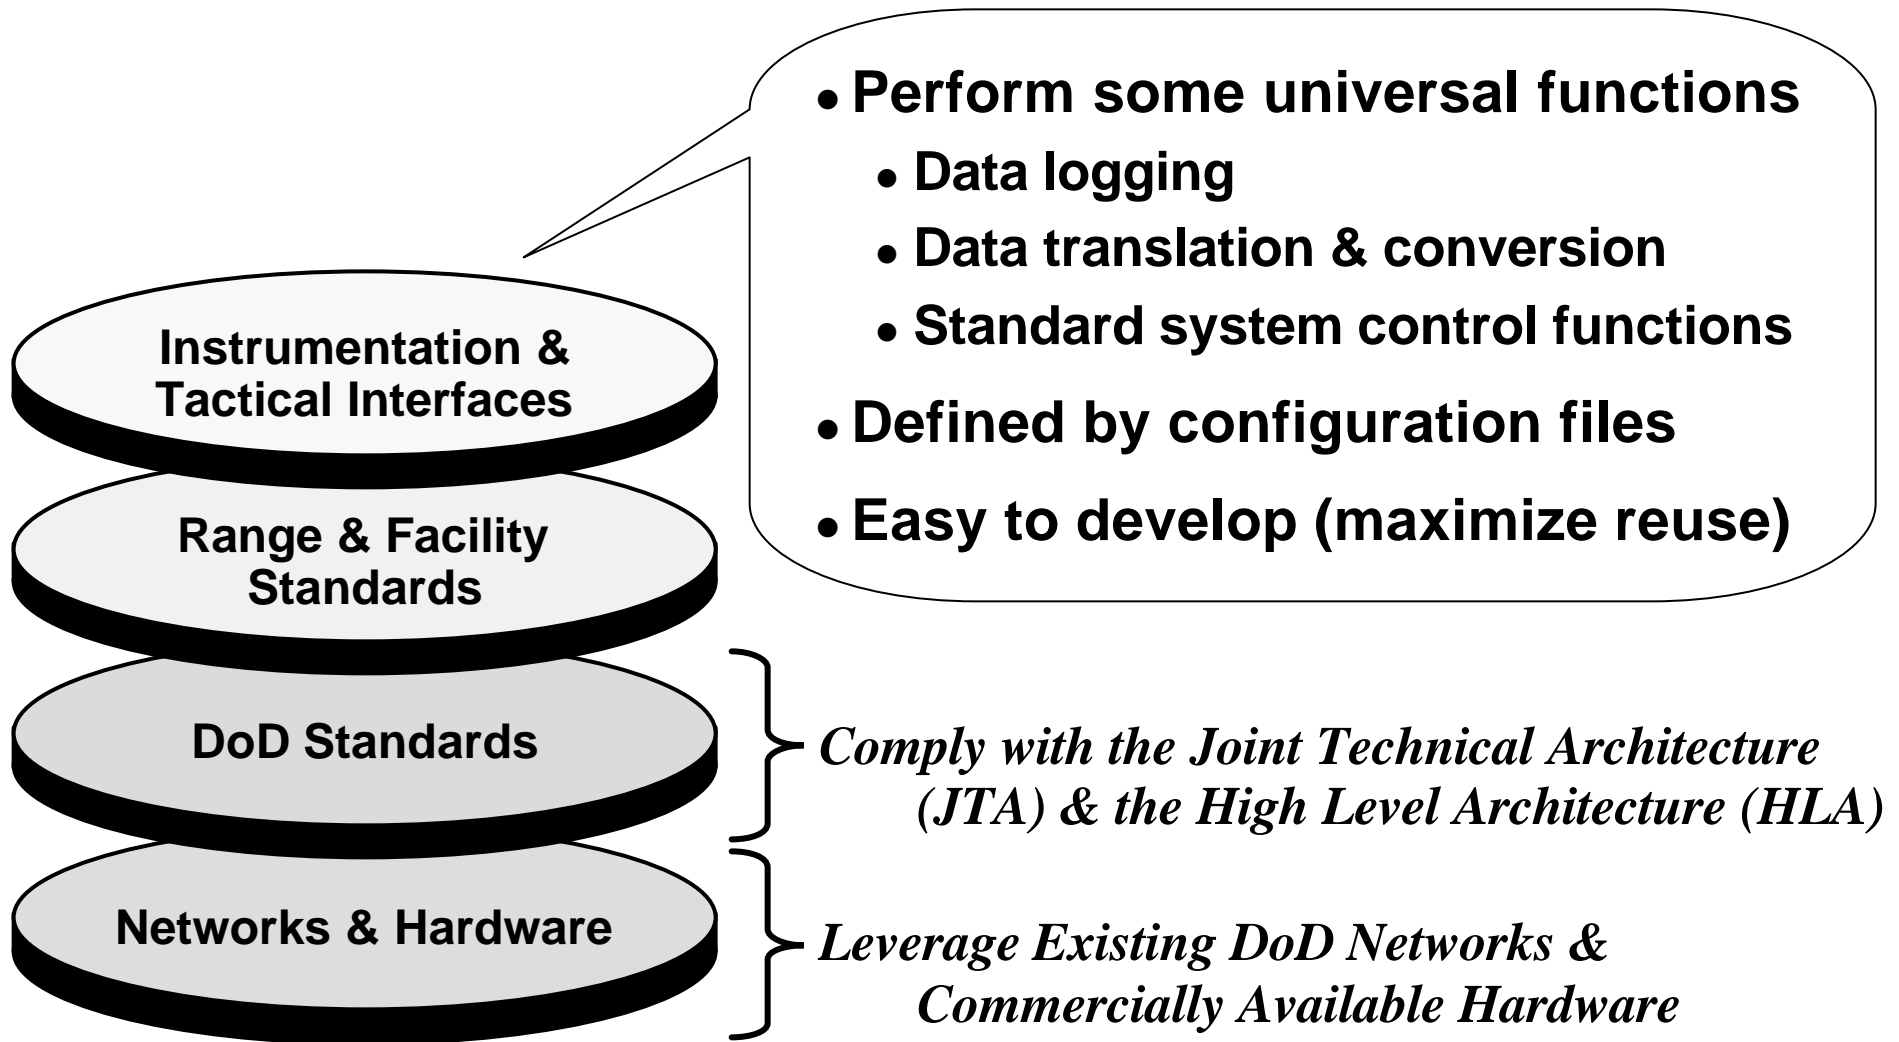 ● Perform some universal functions
● Data logging
● Data translation & conversion
● Standard system control functions
● Defined by configuration files
● Easy to develop (maximize reuse)
Instrumentation &
Tactical Interfaces
Range & Facility
Standards
DoD Standards
Comply with the Joint Technical Architecture
(JTA) & the High Level Architecture (HLA)
Networks & Hardware
Leverage Existing DoD Networks &
Commercially Available Hardware